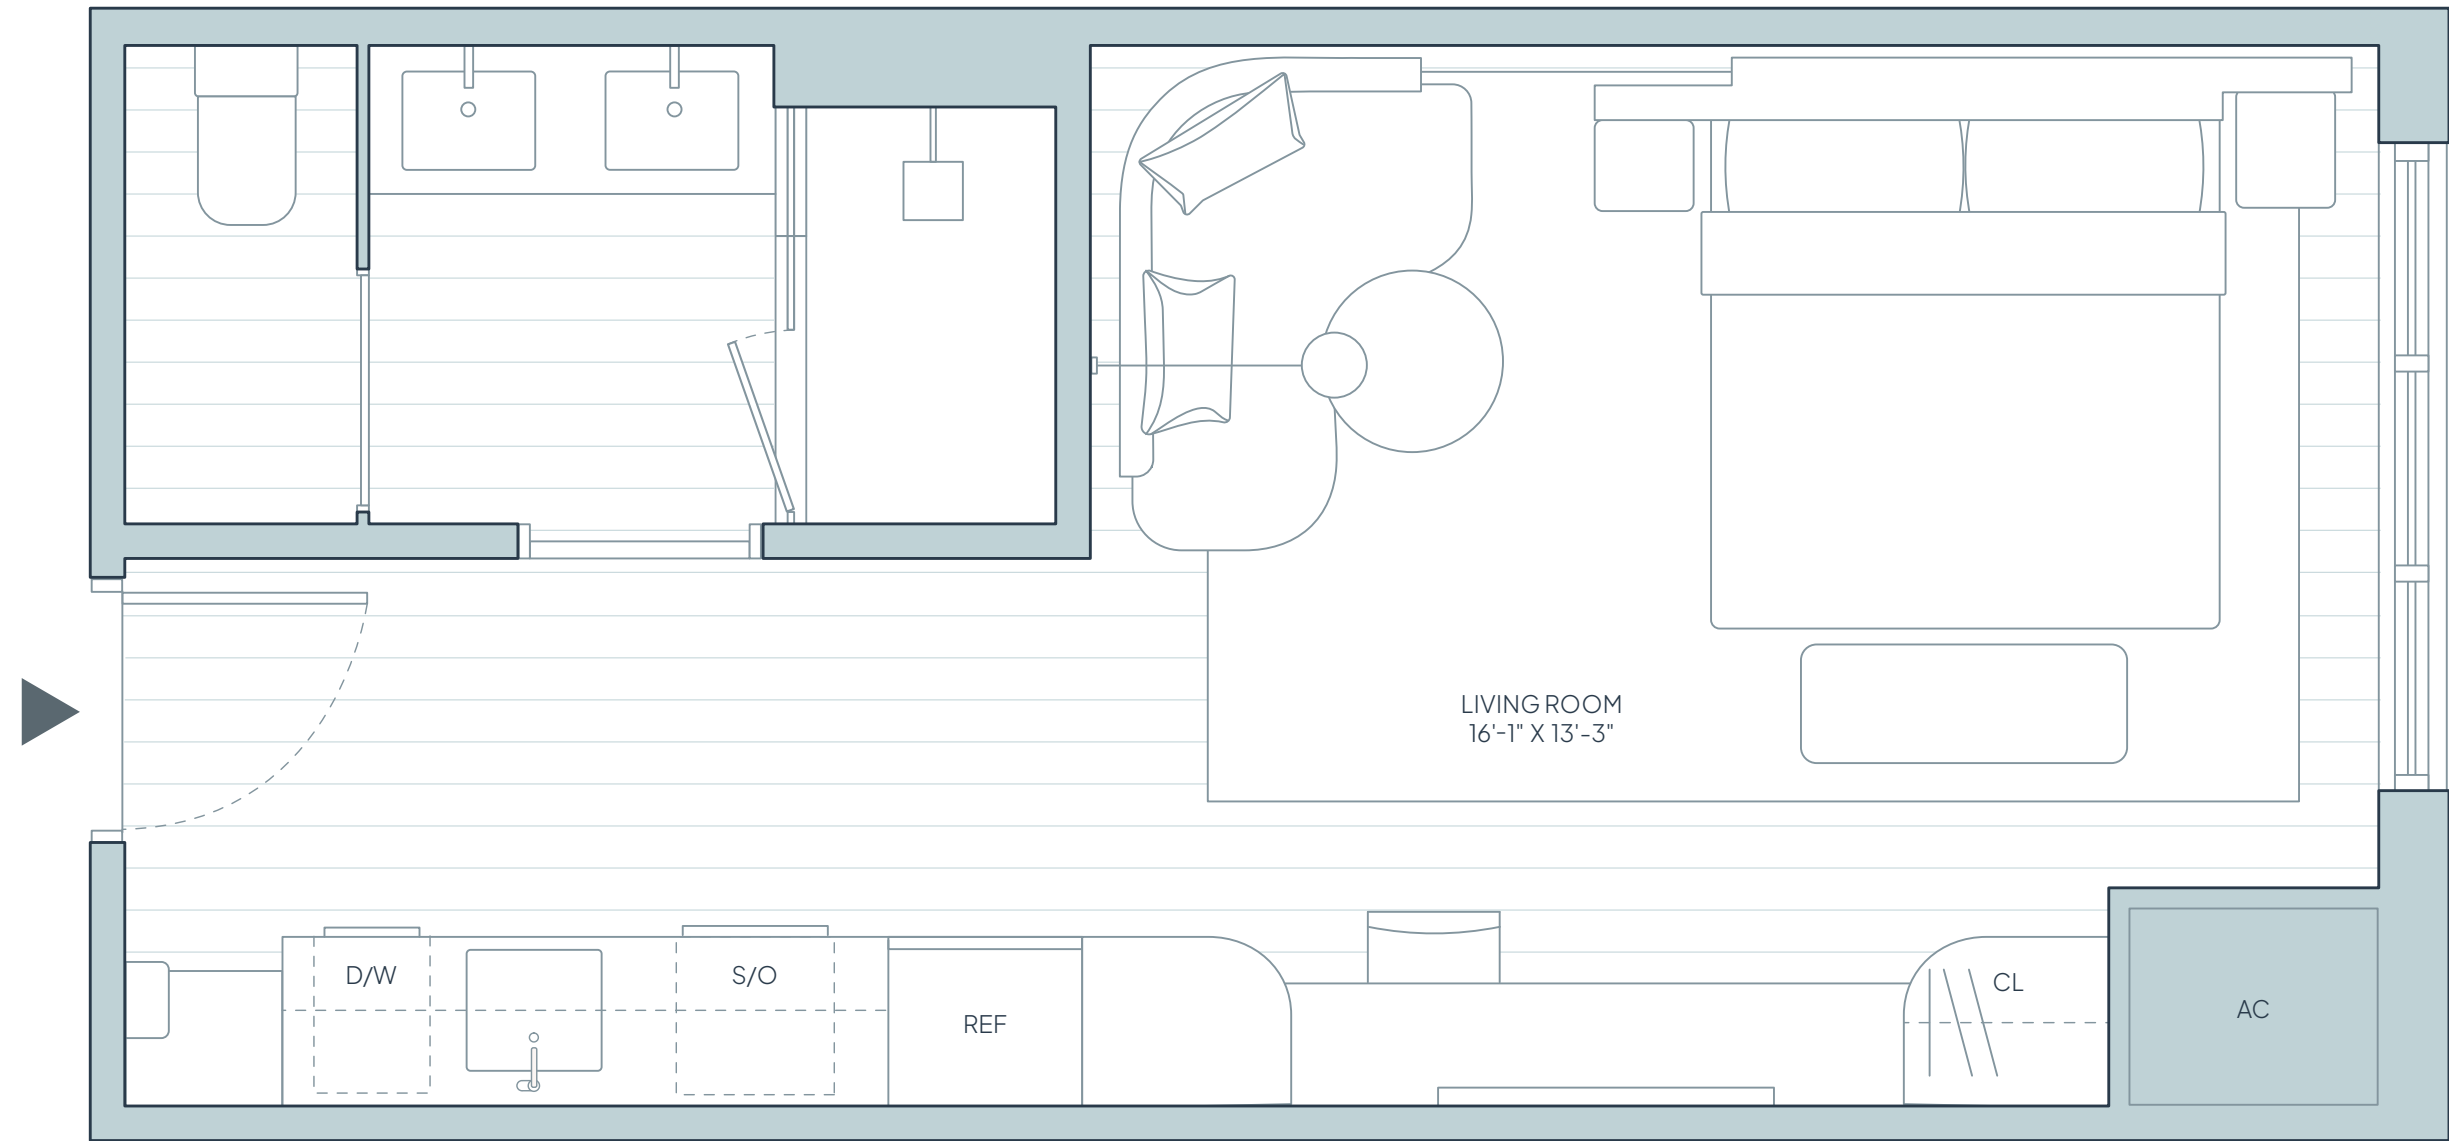 LIVING ROOM
16'-1" X 13'-3"
D/W
S/O
REF
CL
AC